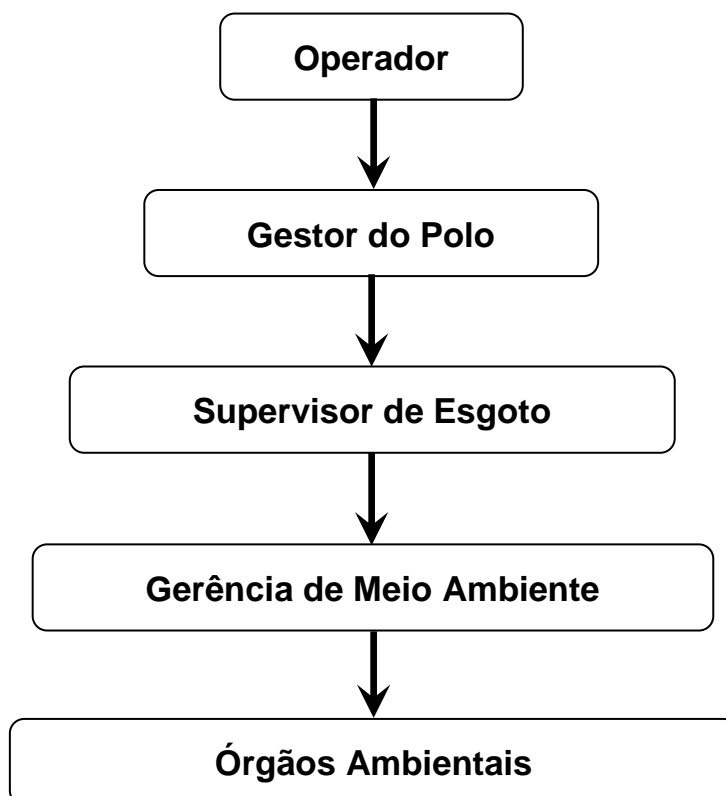 Operador
Gestor do Polo
Supervisor de Esgoto
Gerência de Meio Ambiente
Órgãos Ambientais